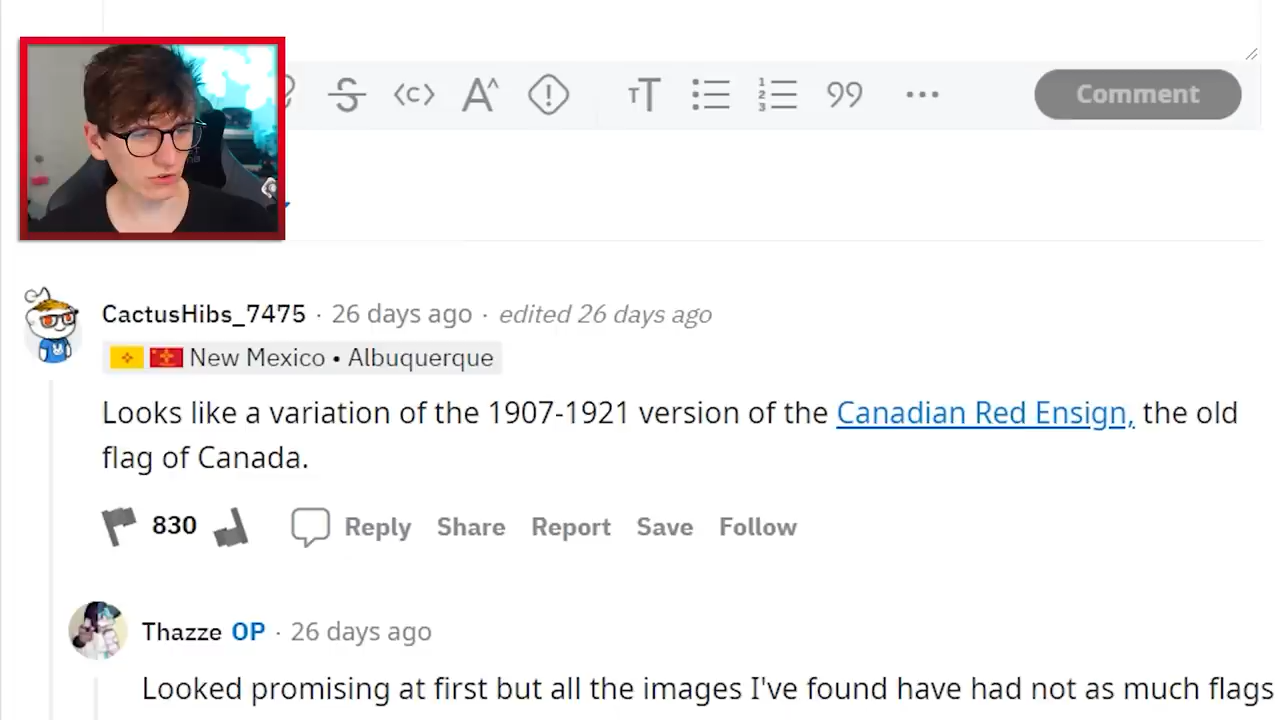 Comment
CactusHibs_7475 · 26 days ago · edited 26 days ago
New Mexico • Albuquerque
Looks like a variation of the 1907-1921 version of the Canadian Red Ensign, the old
flag of Canada.
830 Reply Share Report Save Follow
Thazze OP · 26 days ago
Looked promising at first but all the images I've found have had not as much flags